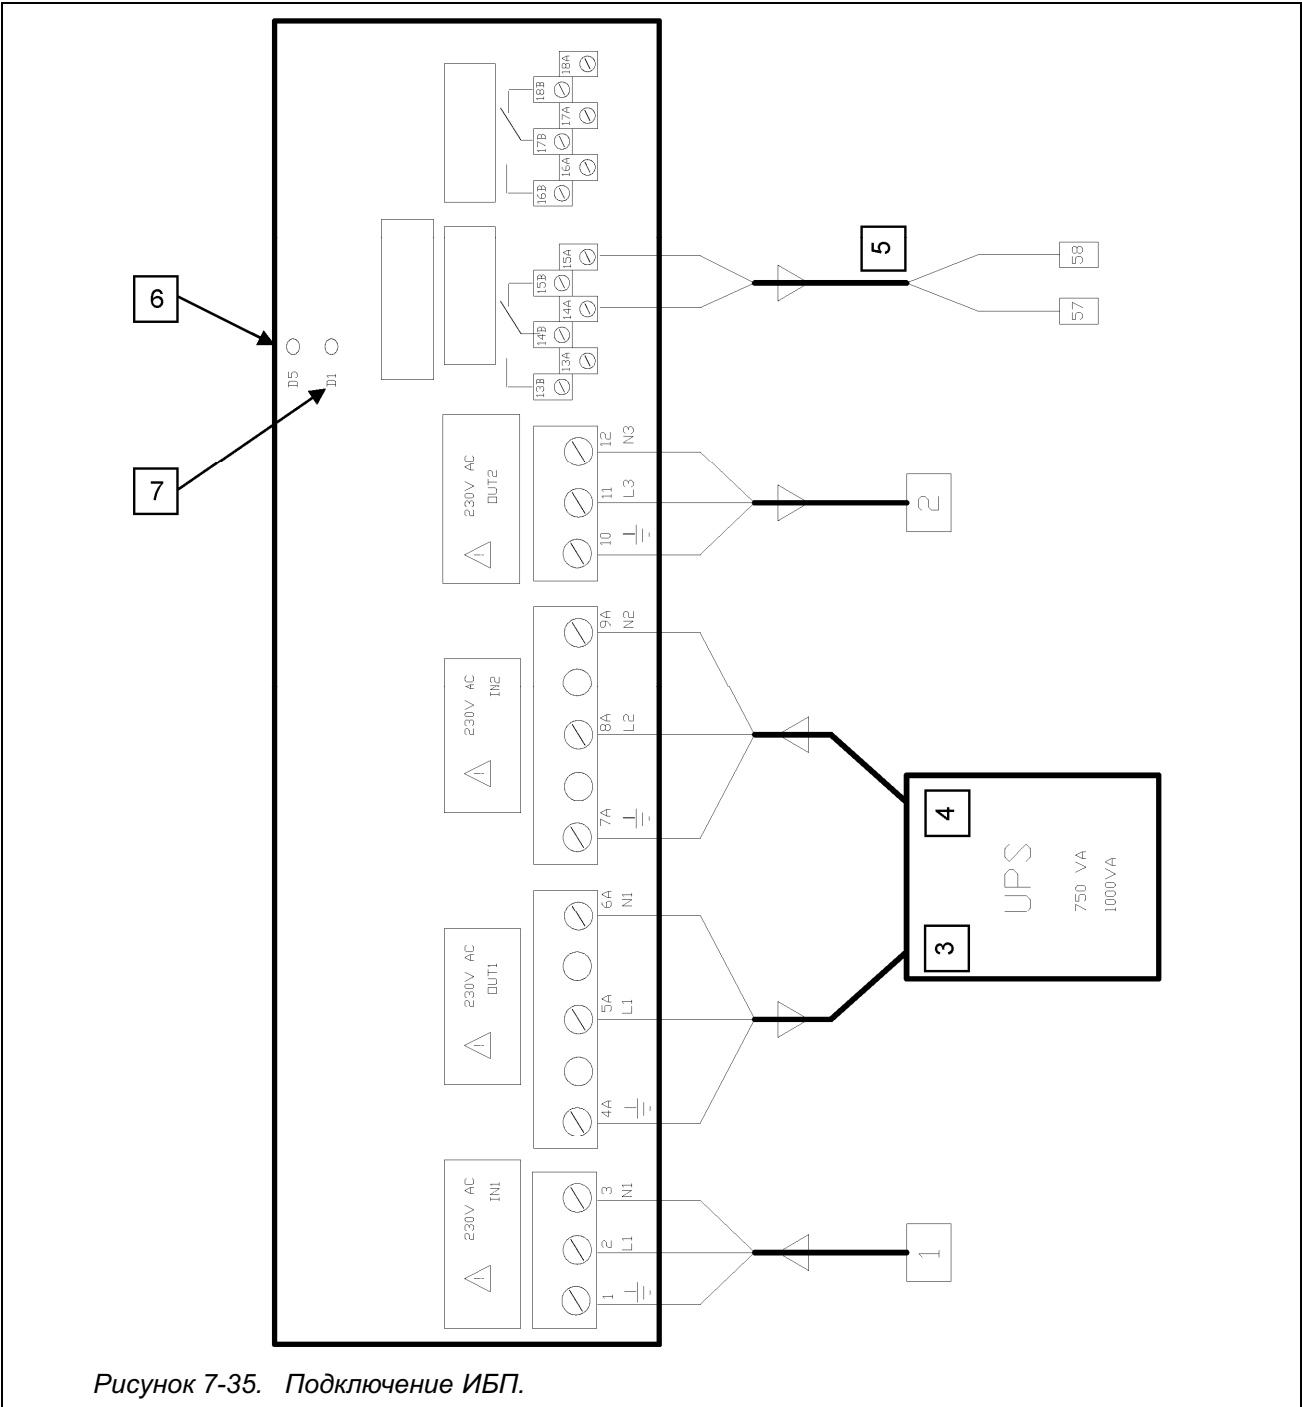 18A
18B
17A
17B
16A
16B
15A
15B
14A
14B
13A
13B
5
58
57
6
7
D5
D1
230V AC
OUT2
12
N3
11
L3
10
2
230V AC
IN2
9A
N2
8A
L2
7A
4
UPS
750 VA
1000VA
3
230V AC
OUT1
6A
N1
5A
L1
4A
230V AC
IN1
3
N1
2
L1
1
1
Рисунок 7-35. Подключение ИБП.